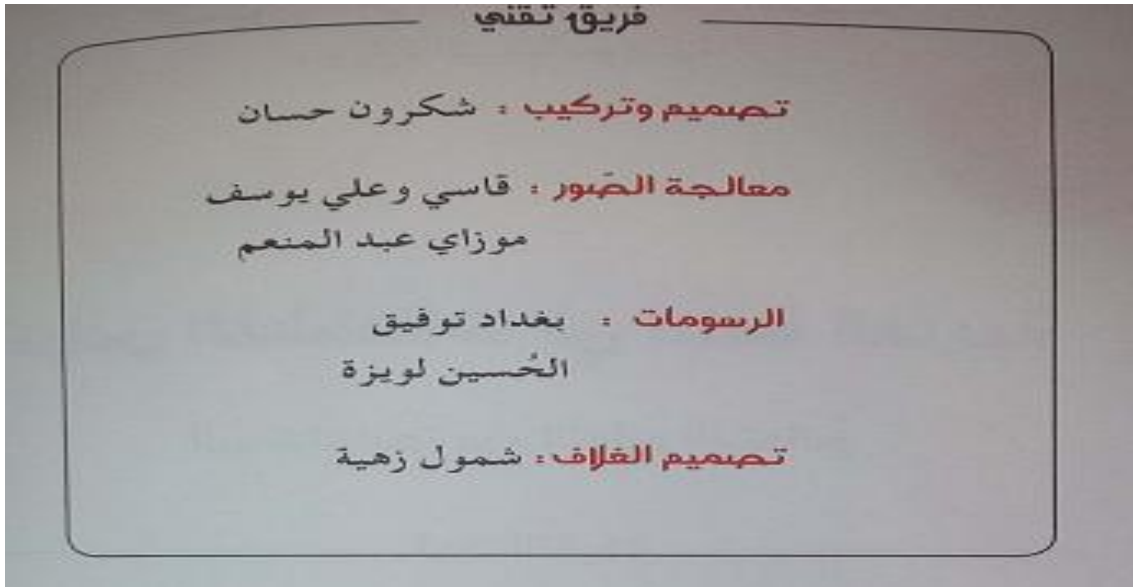 فريق تقني
تصميم وتركيب : شكرون حسان
معالجة الصّور : قاسي وعلي يوسف
موزاي عبد المنعم
الرسومات : بغداد توفيق
الحُسين لويزة
تصميم الغلاف : شمول زهية